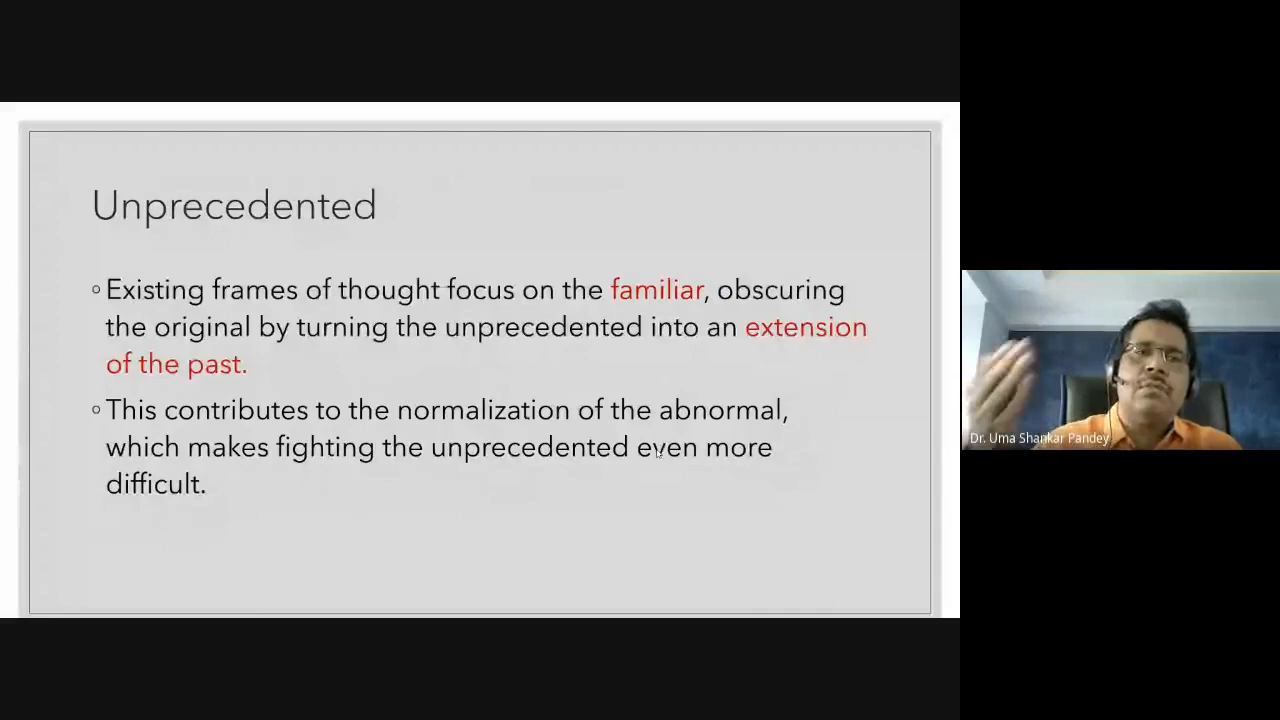 Unprecedented
Existing frames of thought focus on the familiar, obscuring
the original by turning the unprecedented into an extension
of the past.
This contributes to the normalization of the abnormal,
which makes fighting the unprecedented even more
difficult.
Dr. Uma Shankar Pandey